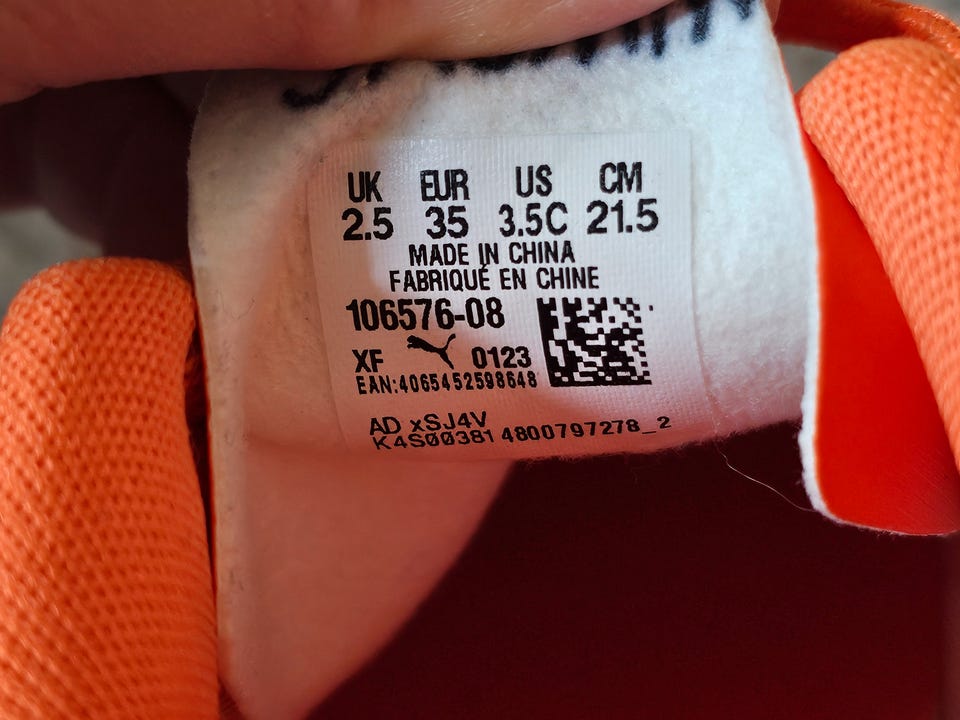 UK EUR US CM
2.5 35 3.5C 21.5
MADE IN CHINA
FABRIQUÉ EN CHINE
106576-08
XF 0123
EAN:4065452598648
AD xSJ4V
K4S00381 4800797278_2